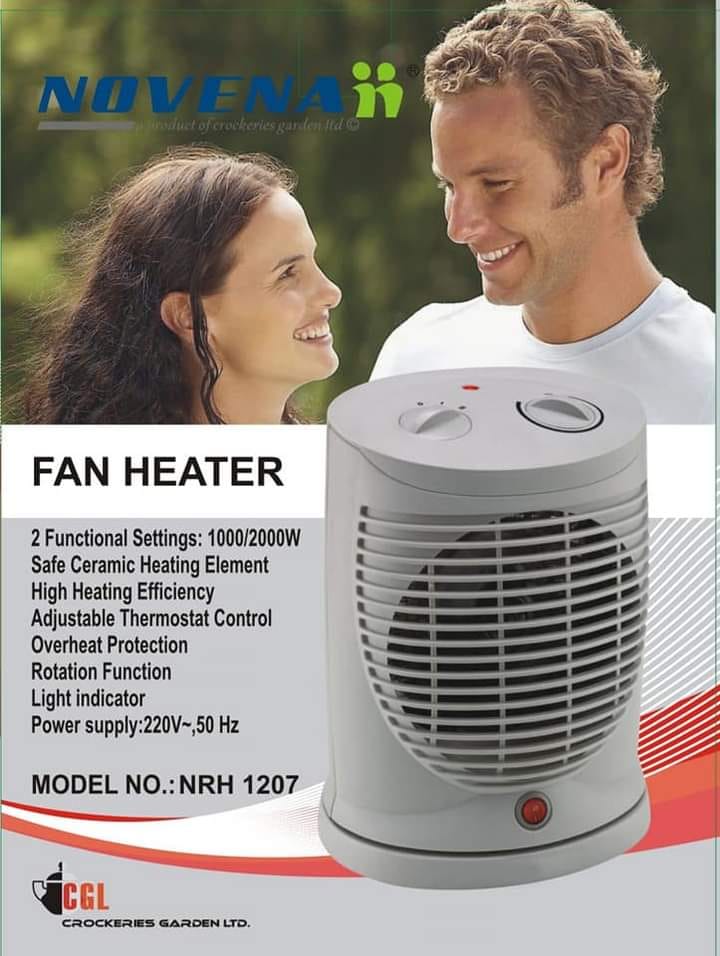 NOVENA ®
a product of crockeries garden ltd ©
FAN HEATER
2 Functional Settings: 1000/2000W
Safe Ceramic Heating Element
High Heating Efficiency
Adjustable Thermostat Control
Overheat Protection
Rotation Function
Light indicator
Power supply:220V~,50 Hz
MODEL NO.: NRH 1207
CGL
CROCKERIES GARDEN LTD.